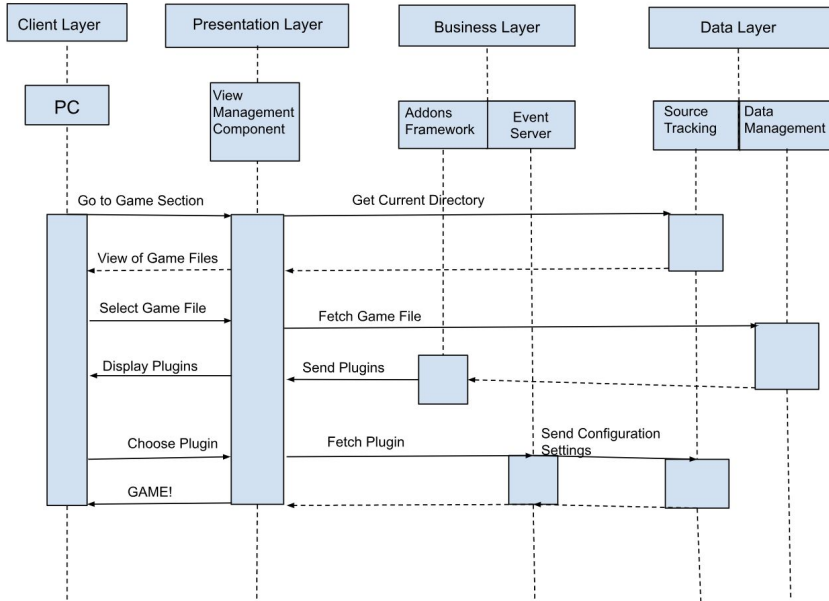 Client Layer
Presentation Layer
Business Layer
Data Layer
PC
View
Management
Component
Addons
Framework
Event
Server
Source
Tracking
Data
Management
Go to Game Section
Get Current Directory
View of Game Files
Select Game File
Fetch Game File
Display Plugins
Send Plugins
Choose Plugin
Fetch Plugin
Send Configuration
Settings
GAME!